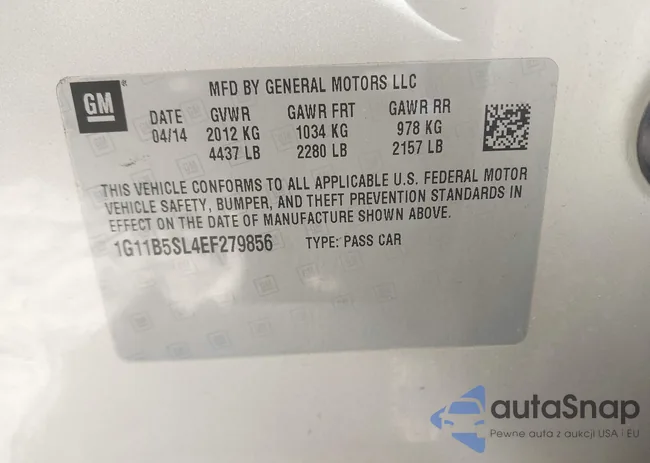 GM
MFD BY GENERAL MOTORS LLC
DATE GVWR GAWR FRT GAWR RR
04/14 2012 KG 1034 KG 978 KG
4437 LB 2280 LB 2157 LB
THIS VEHICLE CONFORMS TO ALL APPLICABLE U.S. FEDERAL MOTOR
VEHICLE SAFETY, BUMPER, AND THEFT PREVENTION STANDARDS IN
EFFECT ON THE DATE OF MANUFACTURE SHOWN ABOVE.
1G11B5SL4EF279856 TYPE: PASS CAR
autaSnap
Pewne auta z aukcji USA i EU